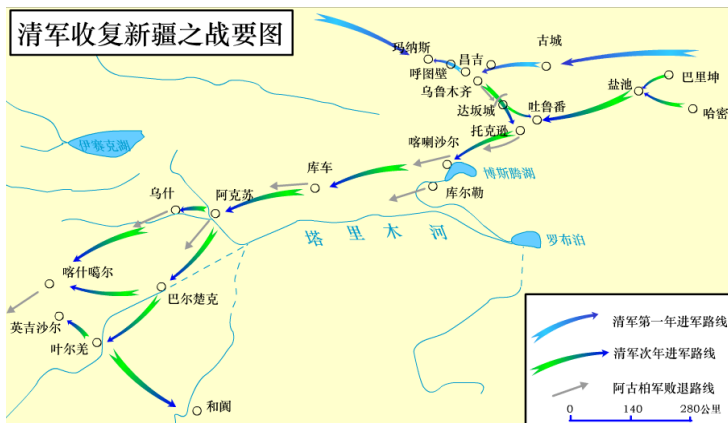 清军收复新疆之战要图
玛纳斯
昌吉
古城
呼图壁
乌鲁木齐
盐池
巴里坤
哈密
达坂城
吐鲁番
托克逊
喀喇沙尔
伊赛克湖
库车
博斯腾湖
库尔勒
乌什
阿克苏
塔里木河
罗布泊
喀什噶尔
巴尔楚克
英吉沙尔
叶尔羌
和阗
清军第一年进军路线
清军次年进军路线
阿古柏军败退路线
0 140 280公里